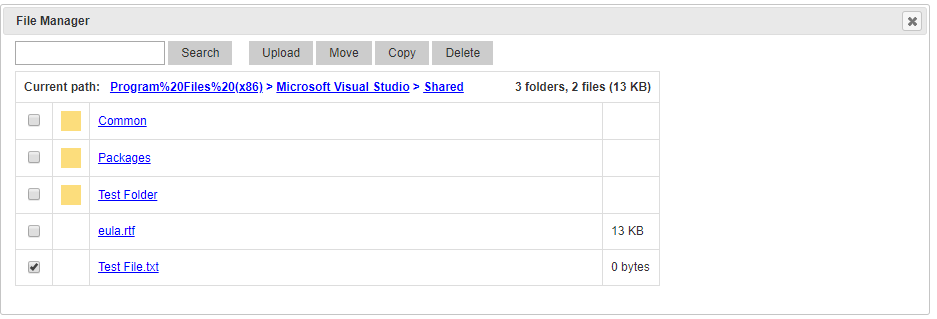 File Manager
Search Upload Move Copy Delete
Current path: Program%20Files%20(x86) > Microsoft Visual Studio > Shared 3 folders, 2 files (13 KB)
Common
Packages
Test Folder
eula.rtf 13 KB
Test File.txt 0 bytes